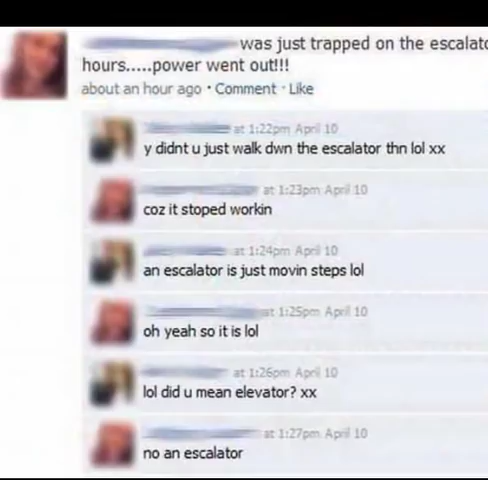 was just trapped on the escalato
hours.....power went out!!!
about an hour ago · Comment · Like
at 1:22pm April 10
y didnt u just walk dwn the escalator thn lol xx
at 1:23pm April 10
coz it stoped workin
at 1:24pm April 10
an escalator is just movin steps lol
at 1:25pm April 10
oh yeah so it is lol
at 1:26pm April 10
lol did u mean elevator? xx
at 1:27pm April 10
no an escalator